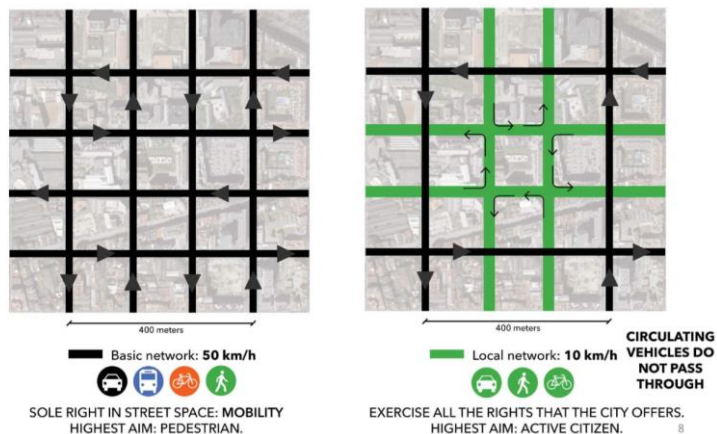 400 meters
Basic network: 50 km/h
SOLE RIGHT IN STREET SPACE: MOBILITY
HIGHEST AIM: PEDESTRIAN.
400 meters
Local network: 10 km/h
CIRCULATING
VEHICLES DO
NOT PASS
THROUGH
EXERCISE ALL THE RIGHTS THAT THE CITY OFFERS.
HIGHEST AIM: ACTIVE CITIZEN.
8